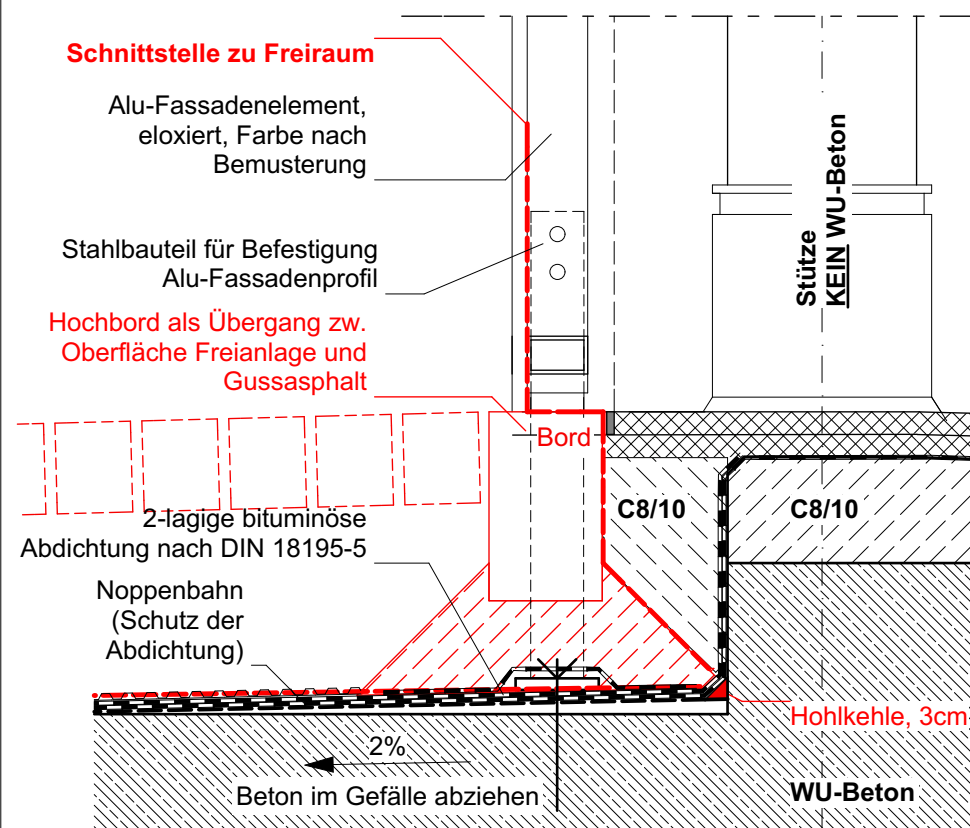 Schnittstelle zu Freiraum
Alu-Fassadenelement,
eloxiert, Farbe nach
Bemusterung
Stahlbauteil für Befestigung
Alu-Fassadenprofil
Hochbord als Übergang zw.
Oberfläche Freianlage und
Gussasphalt
Stütze
KEIN WU-Beton
Bord
2-lagige bituminöse
Abdichtung nach DIN 18195-5
C8/10
C8/10
Noppenbahn
(Schutz der
Abdichtung)
Hohlkehle, 3cm
2%
Beton im Gefälle abziehen
WU-Beton